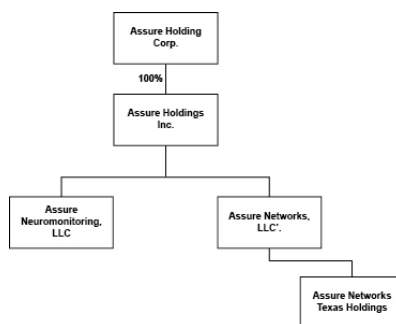 Assure Holding
Corp.
100%
Assure Holdings
Inc.
Assure
Neuromonitoring,
LLC
Assure Networks,
LLC*.
Assure Networks
Texas Holdings